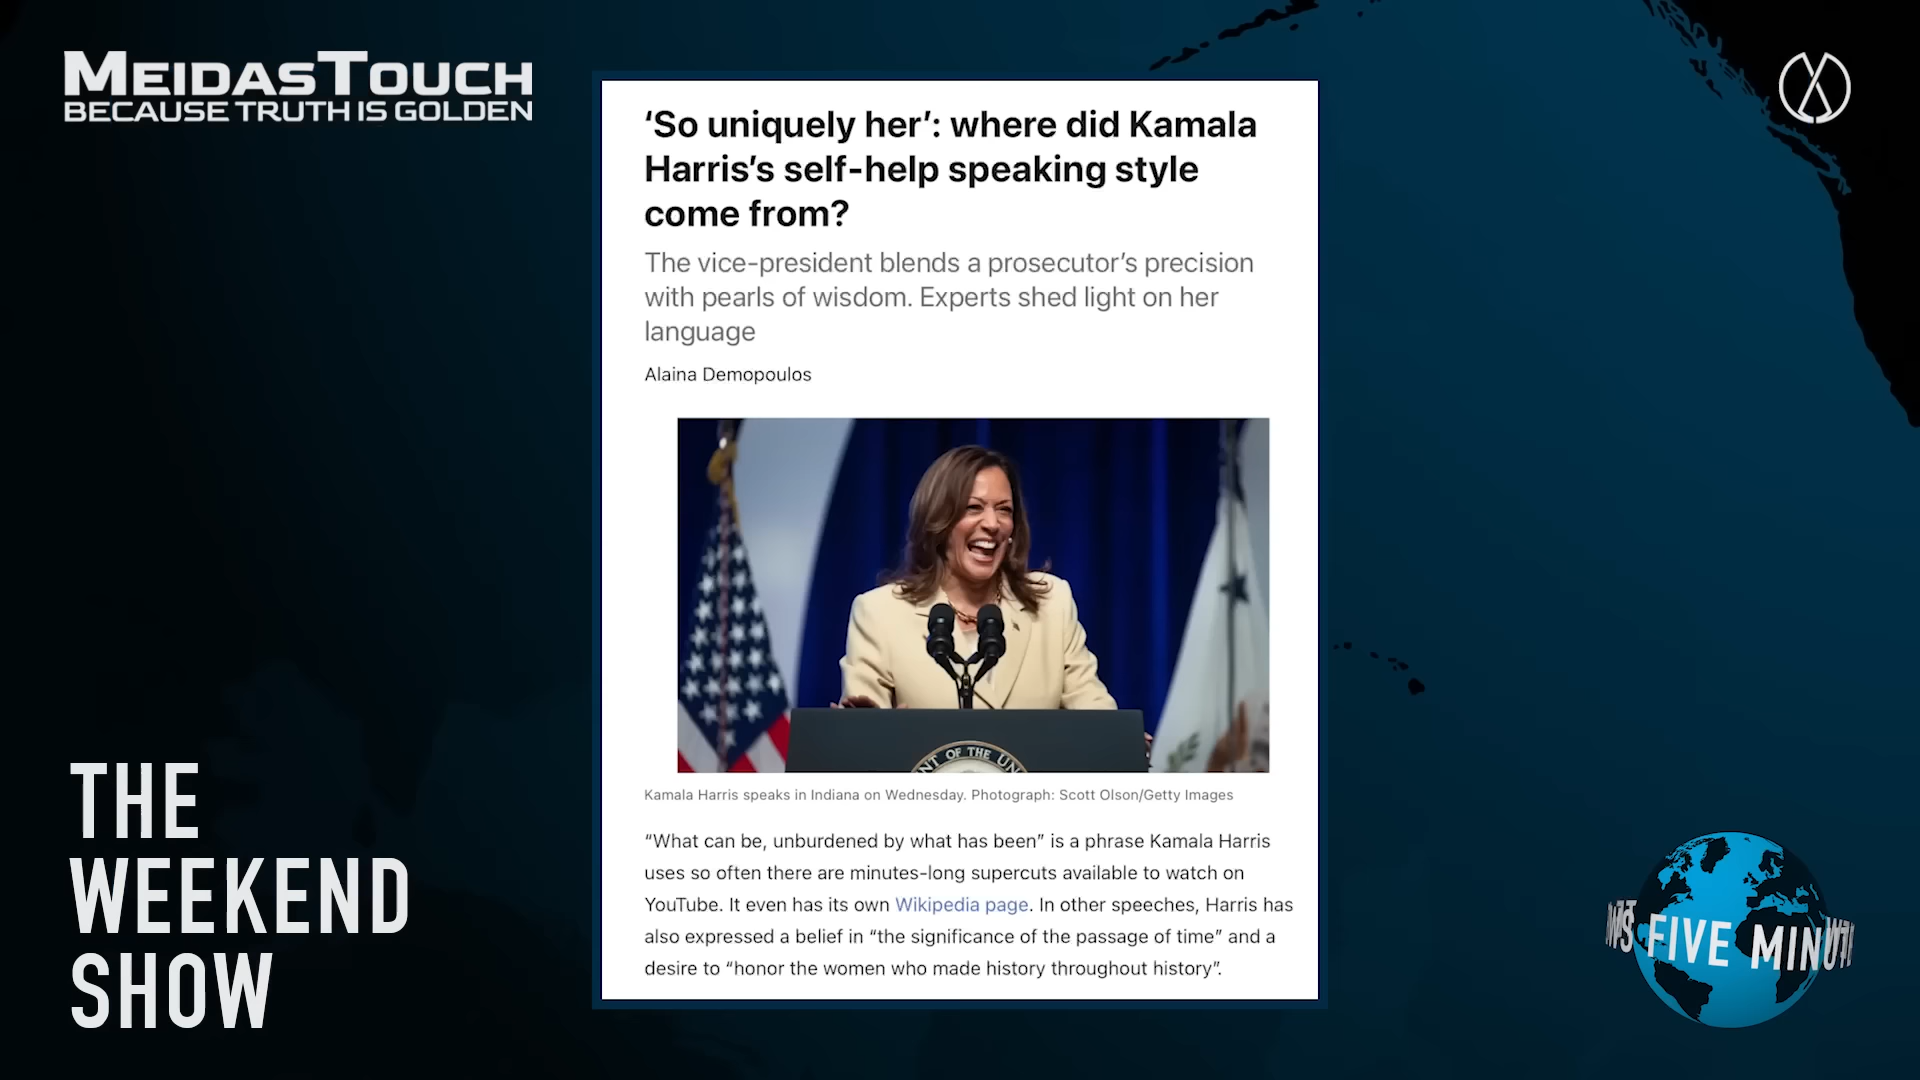 MEIDASTOUCH
BECAUSE TRUTH IS GOLDEN
‘So uniquely her’: where did Kamala
Harris’s self-help speaking style
come from?
The vice-president blends a prosecutor’s precision
with pearls of wisdom. Experts shed light on her
language
Alaina Demopoulos
NT OF THE UN
Kamala Harris speaks in Indiana on Wednesday. Photograph: Scott Olson/Getty Images
“What can be, unburdened by what has been” is a phrase Kamala Harris
uses so often there are minutes-long supercuts available to watch on
YouTube. It even has its own Wikipedia page. In other speeches, Harris has
also expressed a belief in “the significance of the passage of time” and a
desire to “honor the women who made history throughout history”.
THE
WEEKEND
SHOW
FIVE MINUTE